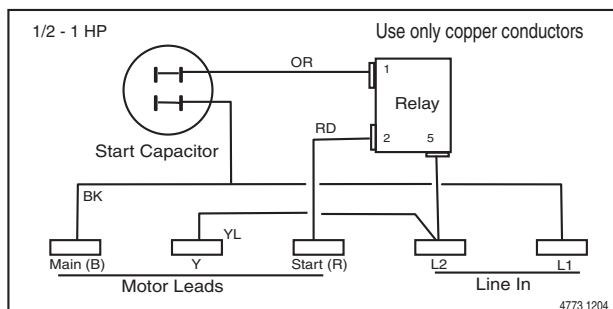 1/2 - 1 HP
Use only copper conductors
OR
1
Relay
RD
2
5
Start Capacitor
BK
YL
Main (B)
Y
Start (R)
L2
L1
Motor Leads
Line In
4773 1204